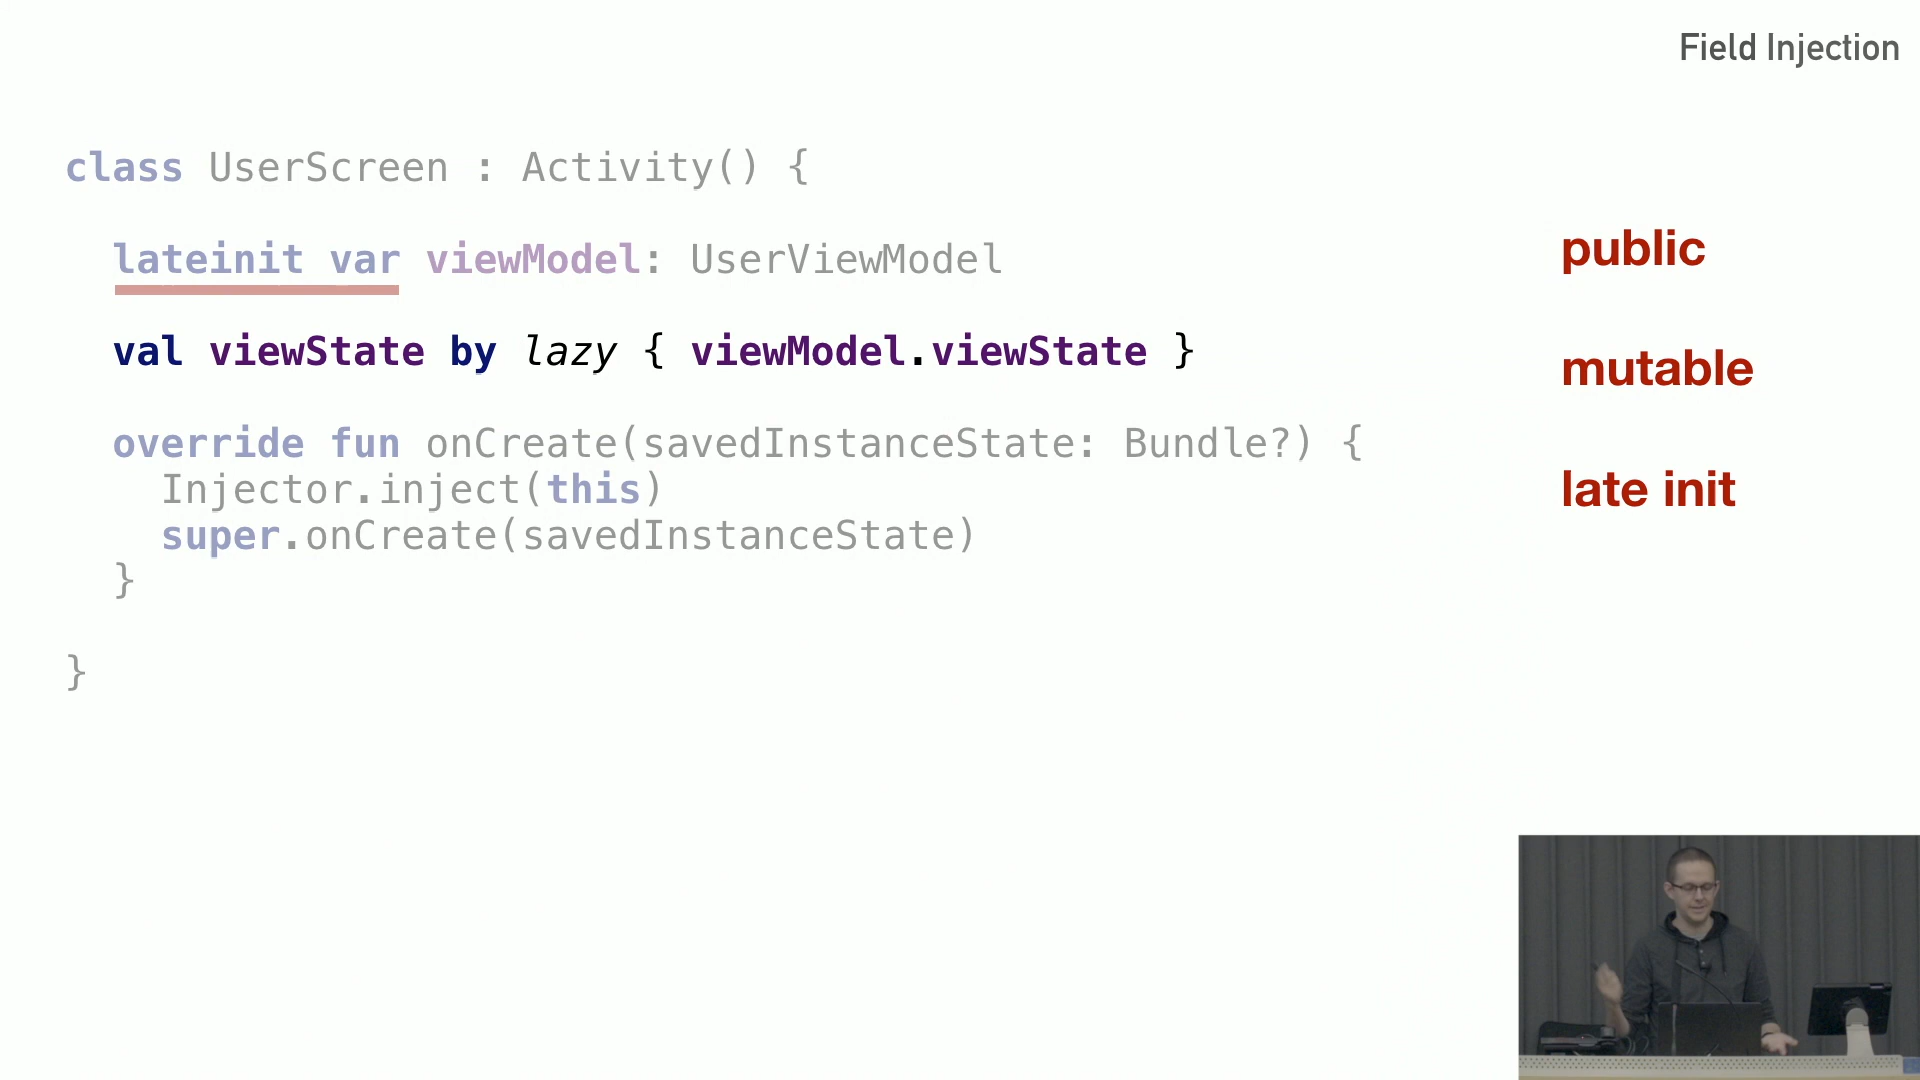 Field Injection
class UserScreen : Activity() {
lateinit var viewModel: UserViewModel
val viewState by lazy { viewModel.viewState }
override fun onCreate(savedInstanceState: Bundle?) {
Injector.inject(this)
super.onCreate(savedInstanceState)
}
}
public
mutable
late init